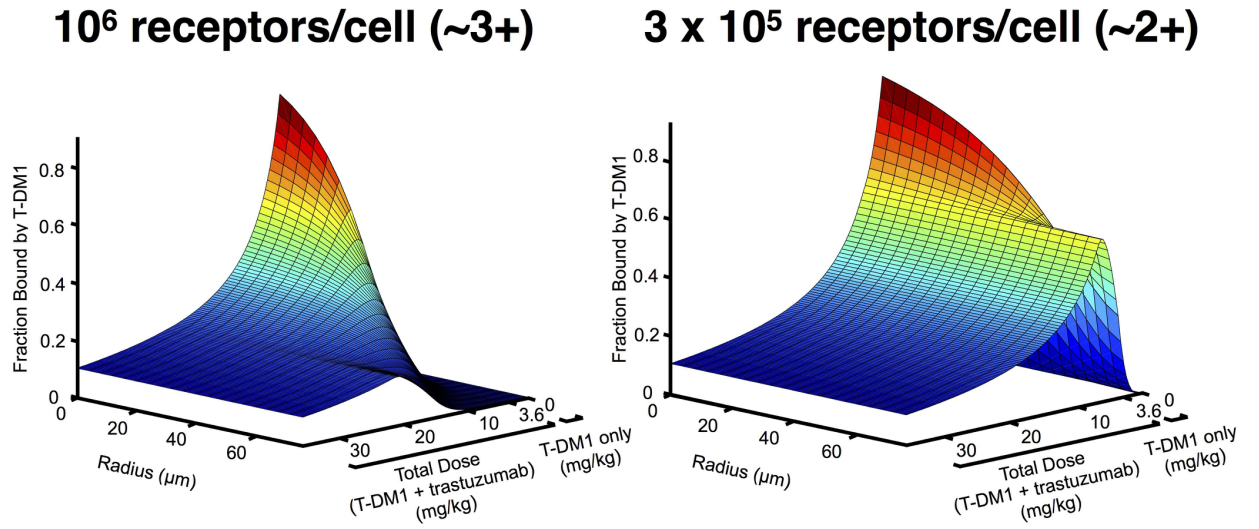 10⁶ receptors/cell (~3+)
Fraction Bound by T-DM1
0.8
0.6
0.4
0.2
0
0
20
40
60
Radius (µm)
30
20
10
3.6
0
Total Dose
(T-DM1 + trastuzumab)
(mg/kg)
T-DM1 only
(mg/kg)
3 x 10⁵ receptors/cell (~2+)
Fraction Bound by T-DM1
0.8
0.6
0.4
0.2
0
0
20
40
60
Radius (µm)
30
20
10
3.6
0
Total Dose
(T-DM1 + trastuzumab)
(mg/kg)
T-DM1 only
(mg/kg)